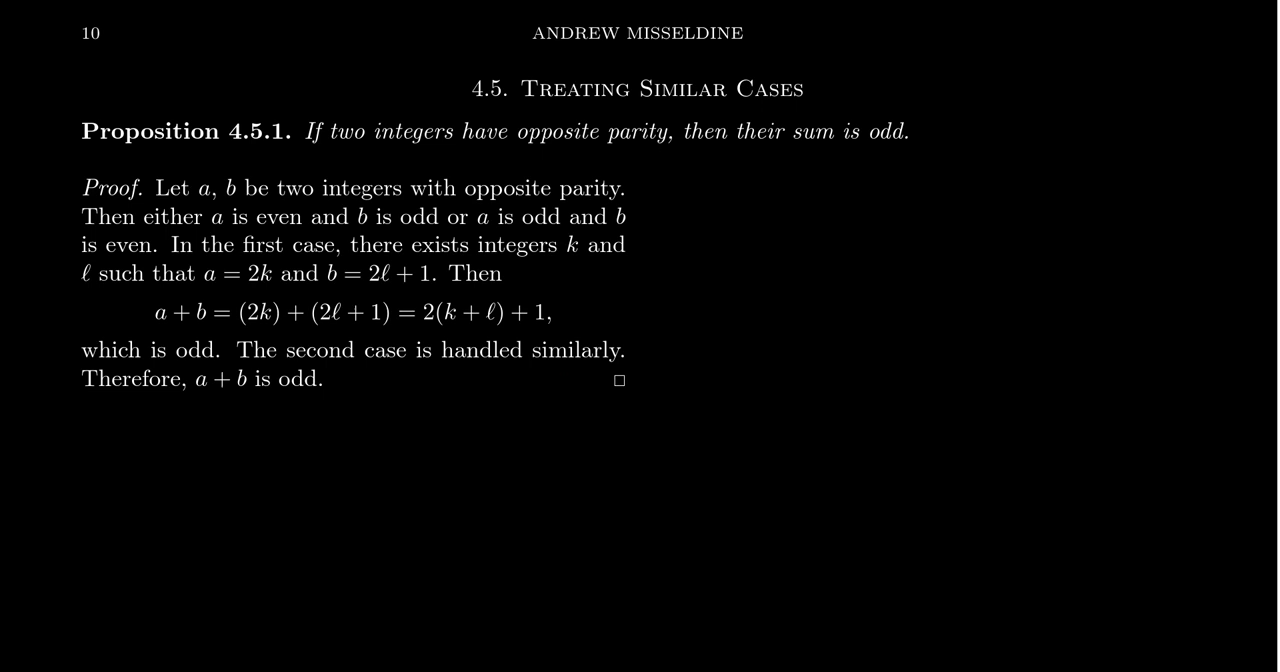 10
ANDREW MISSELDINE
4.5. Treating Similar Cases
Proposition 4.5.1. If two integers have opposite parity, then their sum is odd.
Proof. Let a, b be two integers with opposite parity.
Then either a is even and b is odd or a is odd and b
is even. In the first case, there exists integers k and
ℓ such that a = 2k and b = 2ℓ + 1. Then
a + b = (2k) + (2ℓ + 1) = 2(k + ℓ) + 1,
which is odd. The second case is handled similarly.
Therefore, a + b is odd. □